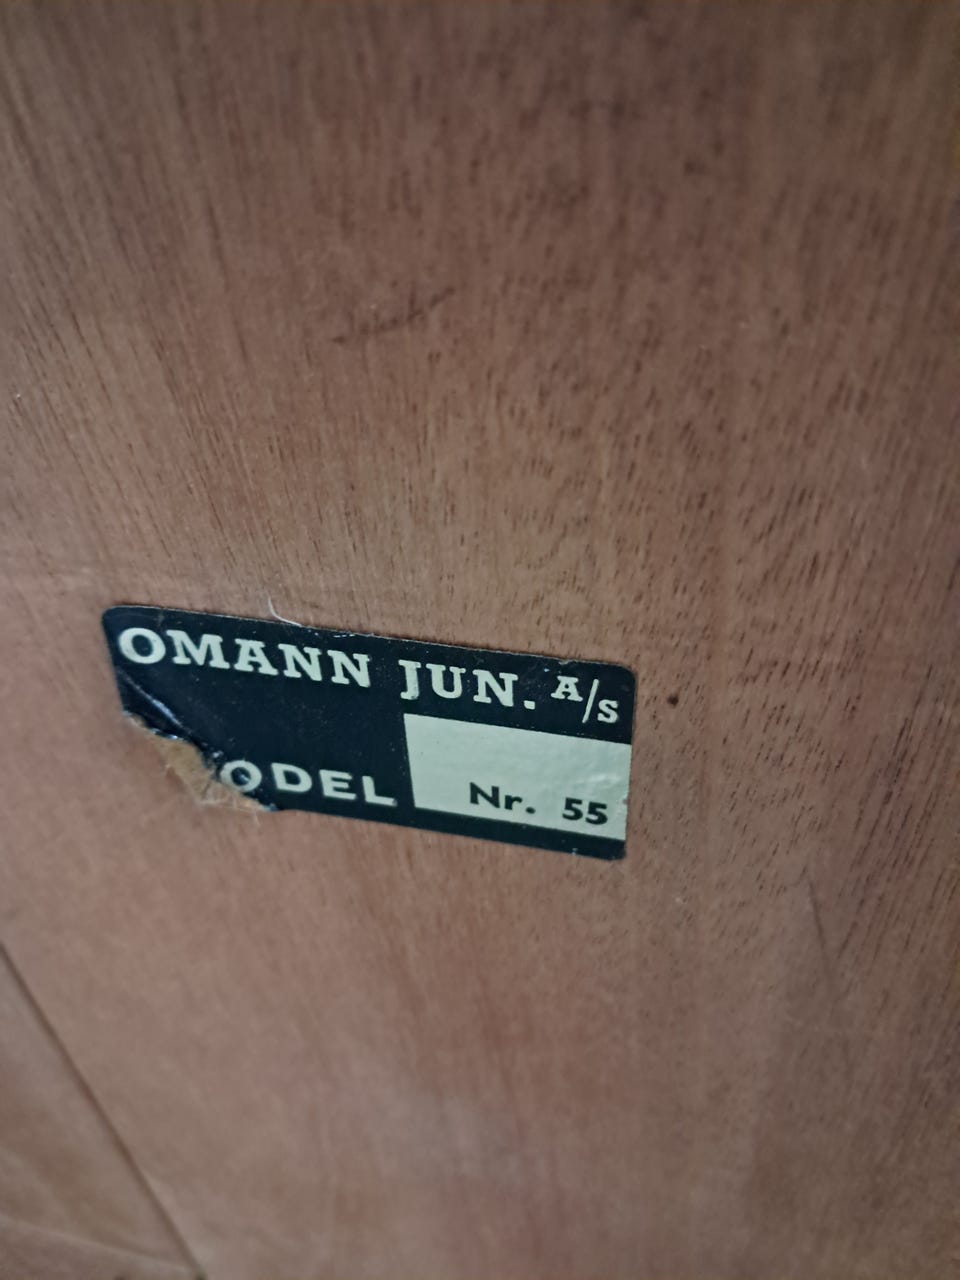 OMANN JUN. A/S
ODEL
Nr. 55